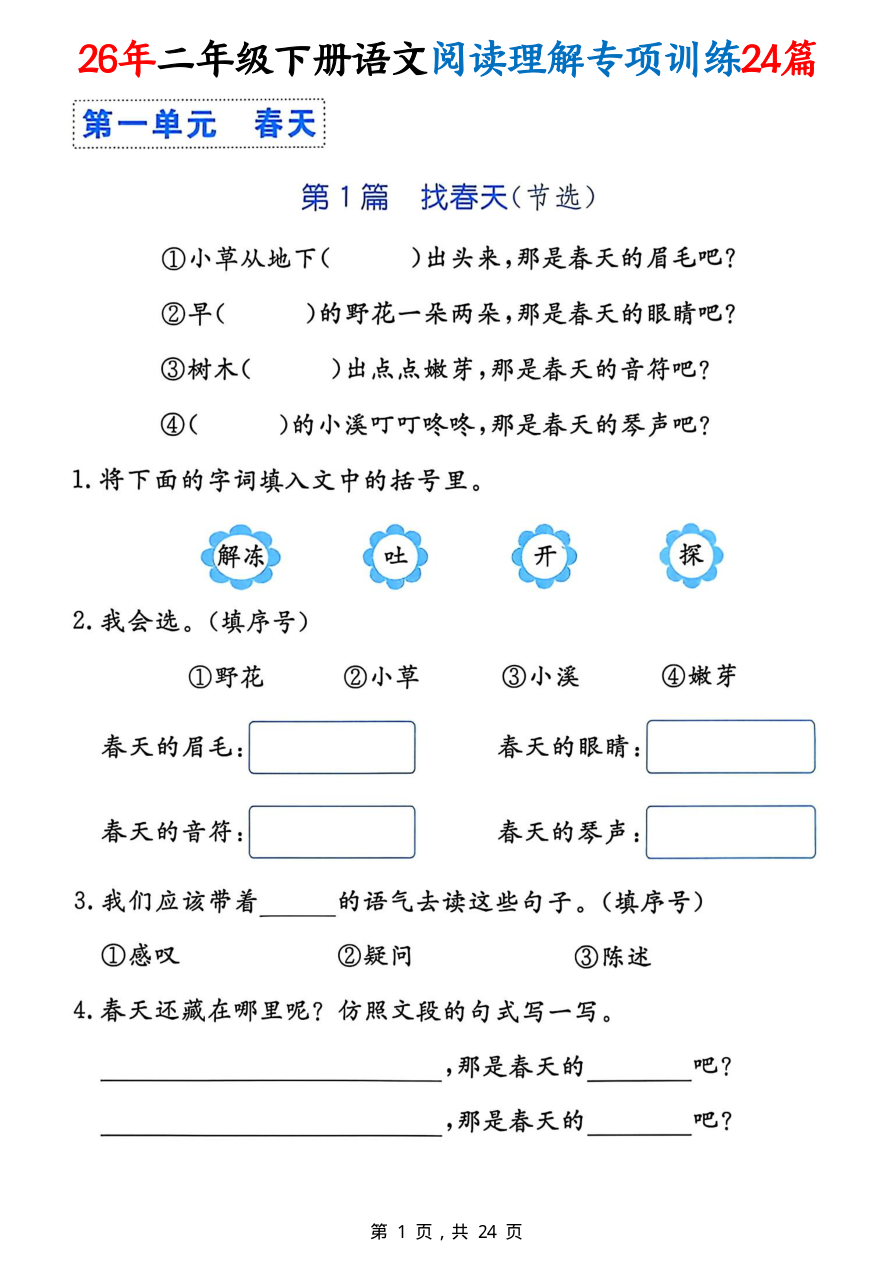 26年二年级下册语文阅读理解专项训练24篇
第一单元 春天
第1篇 找春天(节选)
①小草从地下( )出头来,那是春天的眉毛吧?
②早( )的野花一朵两朵,那是春天的眼睛吧?
③树木( )出点点嫩芽,那是春天的音符吧?
④( )的小溪叮叮咚咚,那是春天的琴声吧?
1. 将下面的字词填入文中的括号里。
解冻 吐 开 探
2. 我会选。(填序号)
①野花 ②小草 ③小溪 ④嫩芽
春天的眉毛: 春天的眼睛:
春天的音符: 春天的琴声:
3. 我们应该带着______的语气去读这些句子。(填序号)
①感叹 ②疑问 ③陈述
4. 春天还藏在哪里呢? 仿照文段的句式写一写。
__________________________,那是春天的________吧?
__________________________,那是春天的________吧?
第 1 页,共 24 页